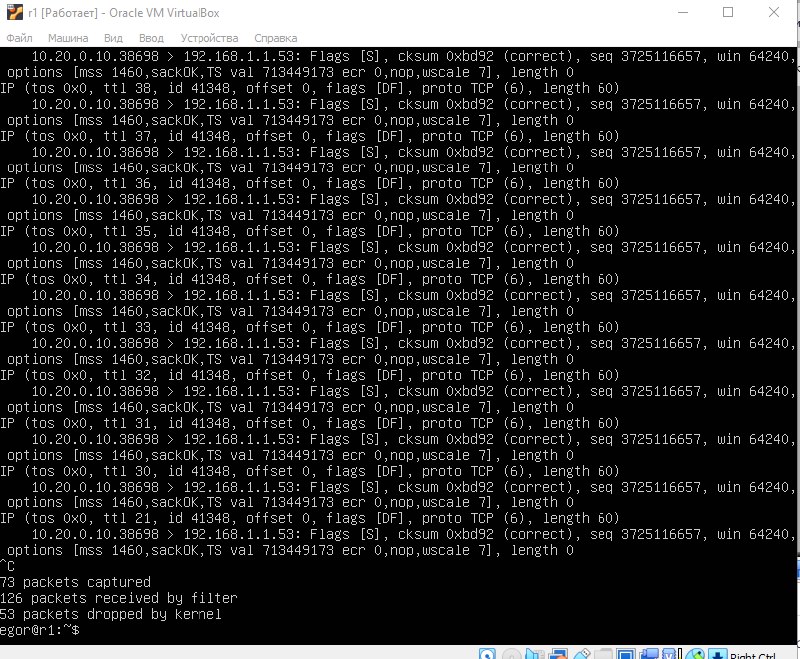 r1 [Работает] - Oracle VM VirtualBox
Файл Машина Вид Ввод Устройства Справка
10.20.0.10.38698 > 192.168.1.1.53: Flags [S], cksum 0xbd92 (correct), seq 3725116657, win 64240,
options [mss 1460,sackOK,TS val 713449173 ecr 0,nop,wscale 7], length 0
IP (tos 0x0, ttl 38, id 41348, offset 0, flags [DF], proto TCP (6), length 60)
10.20.0.10.38698 > 192.168.1.1.53: Flags [S], cksum 0xbd92 (correct), seq 3725116657, win 64240,
options [mss 1460,sackOK,TS val 713449173 ecr 0,nop,wscale 7], length 0
IP (tos 0x0, ttl 37, id 41348, offset 0, flags [DF], proto TCP (6), length 60)
10.20.0.10.38698 > 192.168.1.1.53: Flags [S], cksum 0xbd92 (correct), seq 3725116657, win 64240,
options [mss 1460,sackOK,TS val 713449173 ecr 0,nop,wscale 7], length 0
IP (tos 0x0, ttl 36, id 41348, offset 0, flags [DF], proto TCP (6), length 60)
10.20.0.10.38698 > 192.168.1.1.53: Flags [S], cksum 0xbd92 (correct), seq 3725116657, win 64240,
options [mss 1460,sackOK,TS val 713449173 ecr 0,nop,wscale 7], length 0
IP (tos 0x0, ttl 35, id 41348, offset 0, flags [DF], proto TCP (6), length 60)
10.20.0.10.38698 > 192.168.1.1.53: Flags [S], cksum 0xbd92 (correct), seq 3725116657, win 64240,
options [mss 1460,sackOK,TS val 713449173 ecr 0,nop,wscale 7], length 0
IP (tos 0x0, ttl 34, id 41348, offset 0, flags [DF], proto TCP (6), length 60)
10.20.0.10.38698 > 192.168.1.1.53: Flags [S], cksum 0xbd92 (correct), seq 3725116657, win 64240,
options [mss 1460,sackOK,TS val 713449173 ecr 0,nop,wscale 7], length 0
IP (tos 0x0, ttl 33, id 41348, offset 0, flags [DF], proto TCP (6), length 60)
10.20.0.10.38698 > 192.168.1.1.53: Flags [S], cksum 0xbd92 (correct), seq 3725116657, win 64240,
options [mss 1460,sackOK,TS val 713449173 ecr 0,nop,wscale 7], length 0
IP (tos 0x0, ttl 32, id 41348, offset 0, flags [DF], proto TCP (6), length 60)
10.20.0.10.38698 > 192.168.1.1.53: Flags [S], cksum 0xbd92 (correct), seq 3725116657, win 64240,
options [mss 1460,sackOK,TS val 713449173 ecr 0,nop,wscale 7], length 0
IP (tos 0x0, ttl 31, id 41348, offset 0, flags [DF], proto TCP (6), length 60)
10.20.0.10.38698 > 192.168.1.1.53: Flags [S], cksum 0xbd92 (correct), seq 3725116657, win 64240,
options [mss 1460,sackOK,TS val 713449173 ecr 0,nop,wscale 7], length 0
IP (tos 0x0, ttl 30, id 41348, offset 0, flags [DF], proto TCP (6), length 60)
10.20.0.10.38698 > 192.168.1.1.53: Flags [S], cksum 0xbd92 (correct), seq 3725116657, win 64240,
options [mss 1460,sackOK,TS val 713449173 ecr 0,nop,wscale 7], length 0
IP (tos 0x0, ttl 21, id 41348, offset 0, flags [DF], proto TCP (6), length 60)
10.20.0.10.38698 > 192.168.1.1.53: Flags [S], cksum 0xbd92 (correct), seq 3725116657, win 64240,
options [mss 1460,sackOK,TS val 713449173 ecr 0,nop,wscale 7], length 0
^C
73 packets captured
126 packets received by filter
53 packets dropped by kernel
egor@r1:~$
Right Ctrl